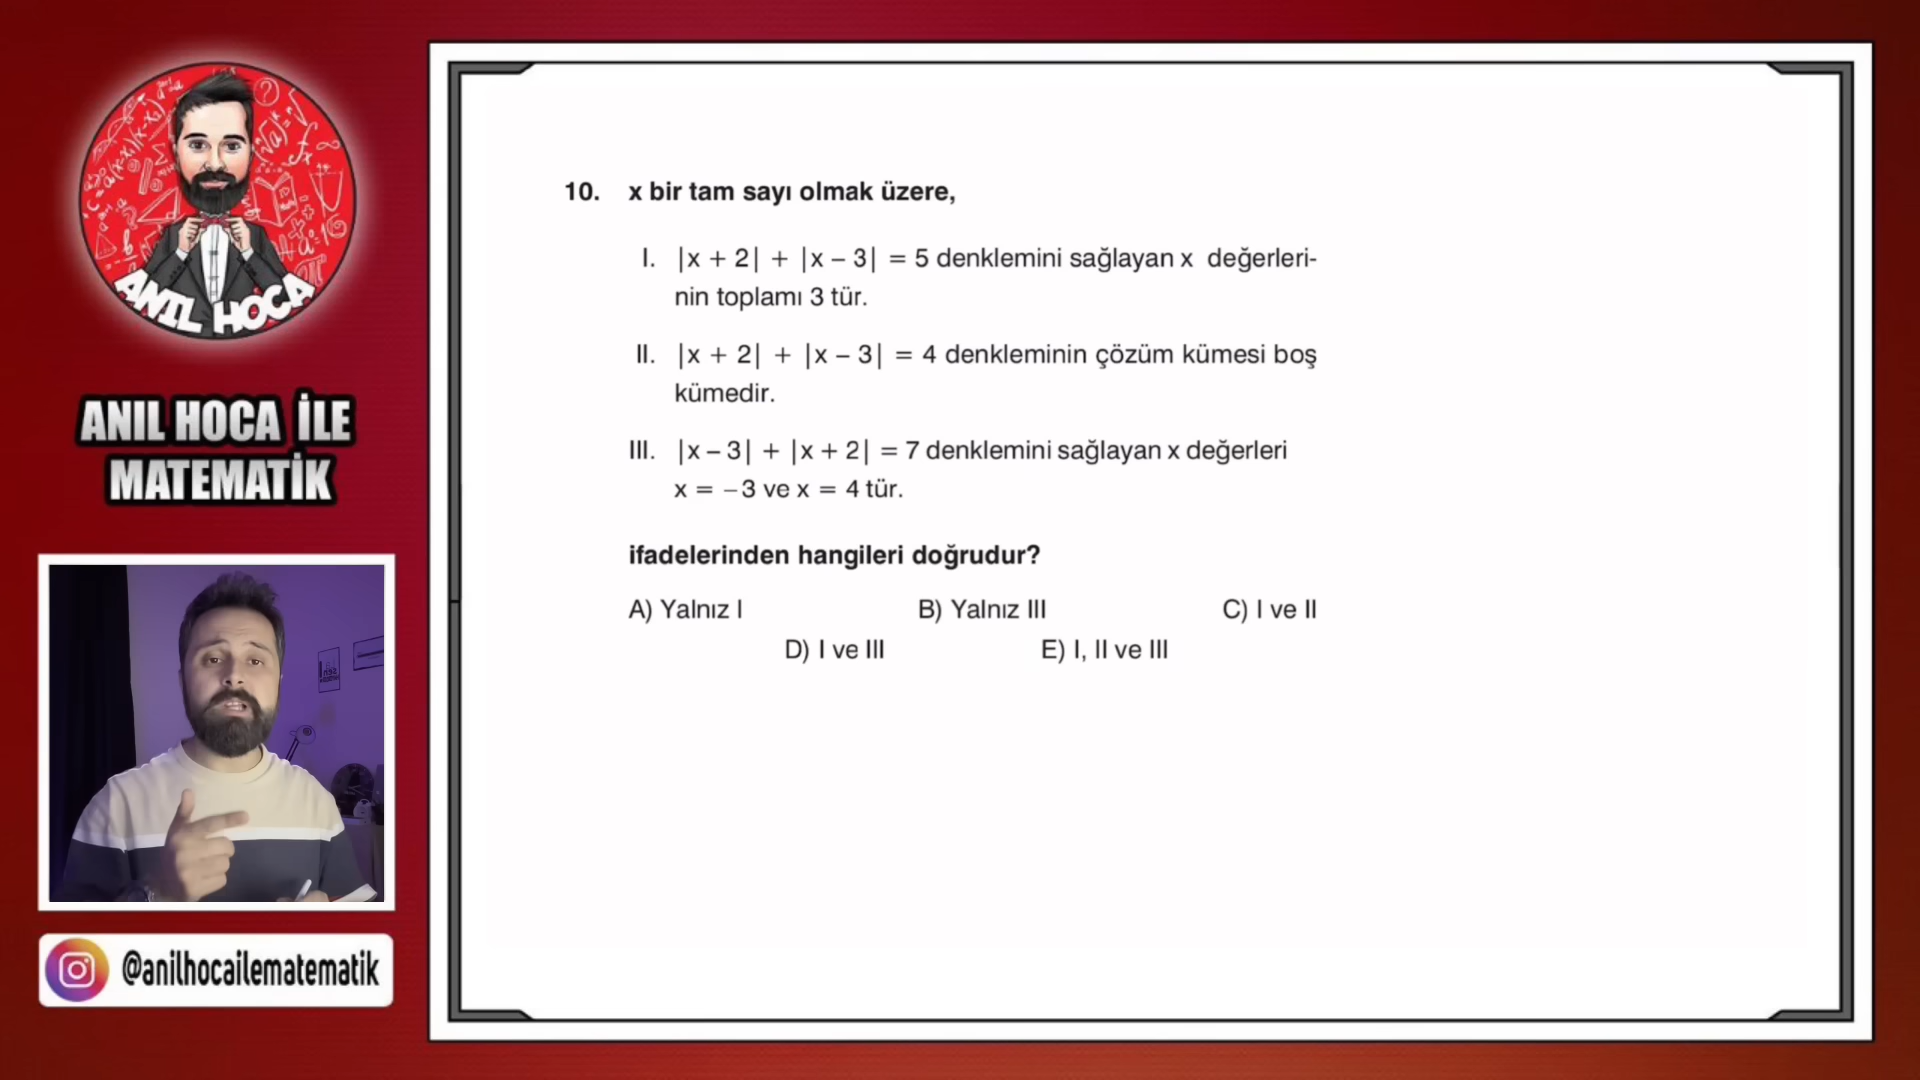 ANIL HOCA
ANIL HOCA İLE
MATEMATİK
@anilhocailematematik
10. x bir tam sayı olmak üzere,
I. |x + 2| + |x – 3| = 5 denklemini sağlayan x değerleri-
nin toplamı 3 tür.
II. |x + 2| + |x – 3| = 4 denkleminin çözüm kümesi boş
kümedir.
III. |x – 3| + |x + 2| = 7 denklemini sağlayan x değerleri
x = –3 ve x = 4 tür.
ifadelerinden hangileri doğrudur?
A) Yalnız I B) Yalnız III C) I ve II
D) I ve III E) I, II ve III